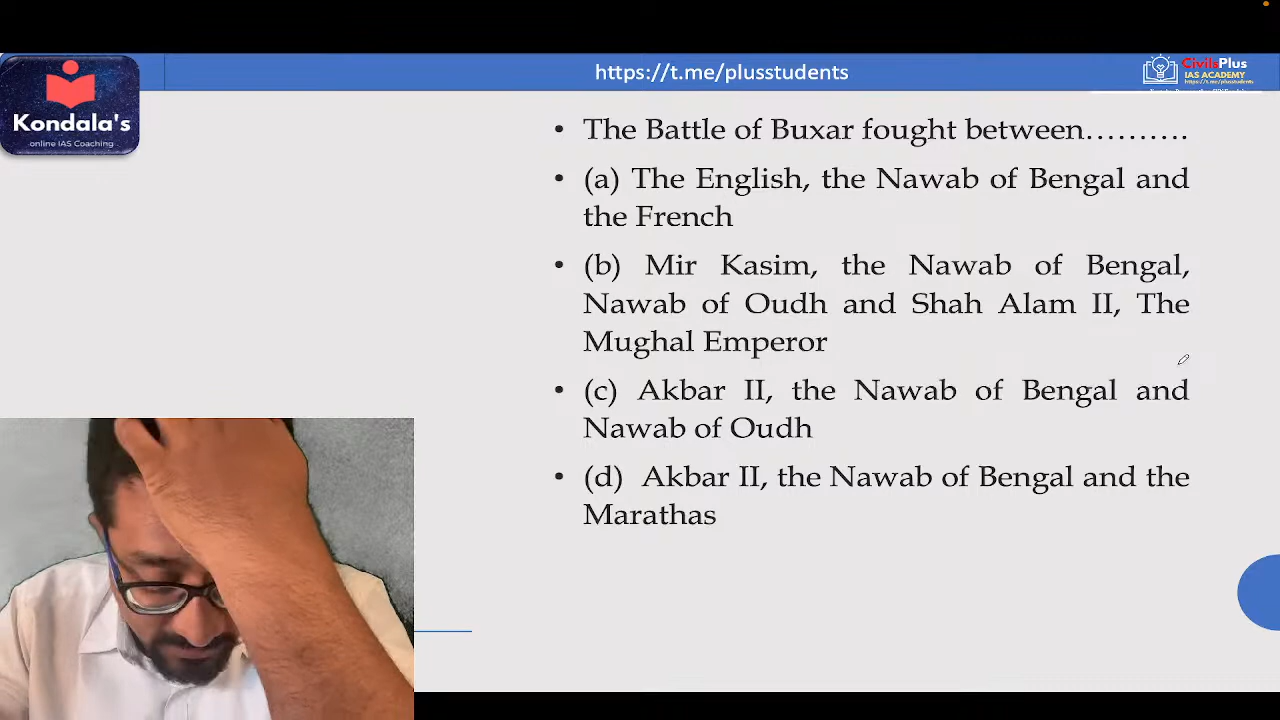 https://t.me/plusstudents
CivilsPlus
IAS ACADEMY
https://t.me/plusstudents
Kondala's
online IAS Coaching
• The Battle of Buxar fought between……….
• (a) The English, the Nawab of Bengal and
the French
• (b) Mir Kasim, the Nawab of Bengal,
Nawab of Oudh and Shah Alam II, The
Mughal Emperor
• (c) Akbar II, the Nawab of Bengal and
Nawab of Oudh
• (d) Akbar II, the Nawab of Bengal and the
Marathas